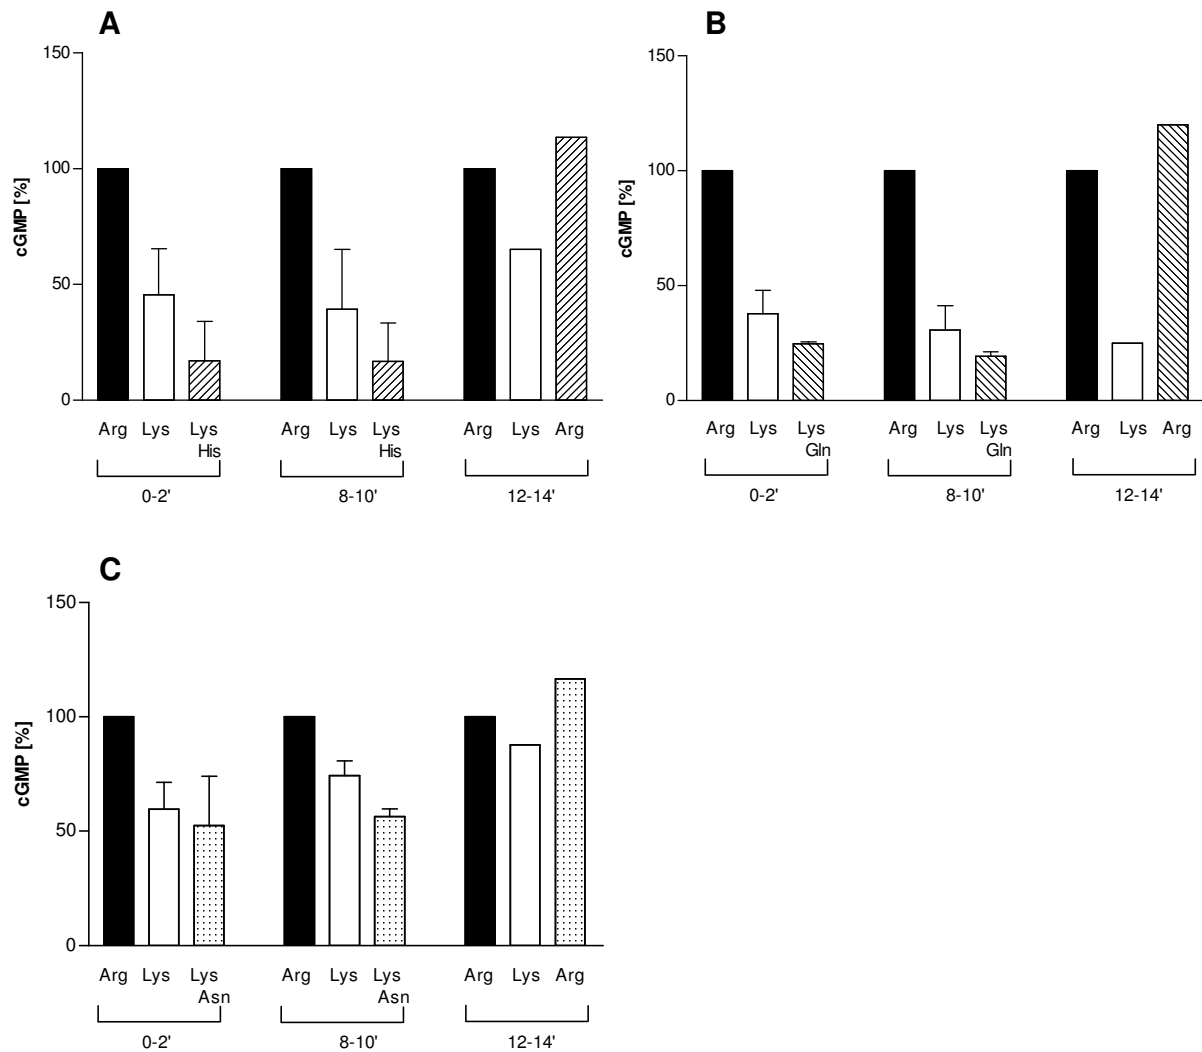 A
150
100
50
0
cGMP [%]
Arg Lys Lys Arg Lys Lys Arg Lys Arg
His His
0-2' 8-10' 12-14'
B
150
100
50
0
cGMP [%]
Arg Lys Lys Arg Lys Lys Arg Lys Arg
Gln Gln
0-2' 8-10' 12-14'
C
150
100
50
0
cGMP [%]
Arg Lys Lys Arg Lys Lys Arg Lys Arg
Asn Asn
0-2' 8-10' 12-14'